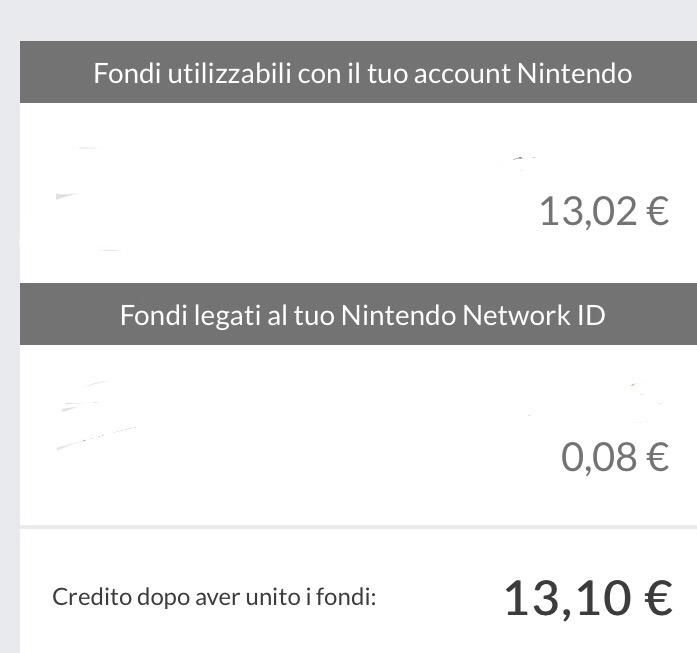 Fondi utilizzabili con il tuo account Nintendo
13,02 €
Fondi legati al tuo Nintendo Network ID
0,08 €
Credito dopo aver unito i fondi: 13,10 €